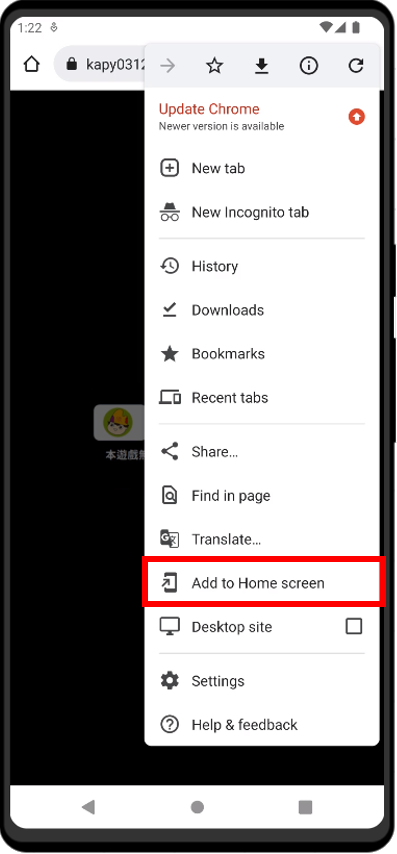 1:22
kapy0312
Update Chrome
Newer version is available
New tab
New Incognito tab
History
Downloads
Bookmarks
Recent tabs
Share...
本遊戲
Find in page
Translate...
Add to Home screen
Desktop site
Settings
Help & feedback